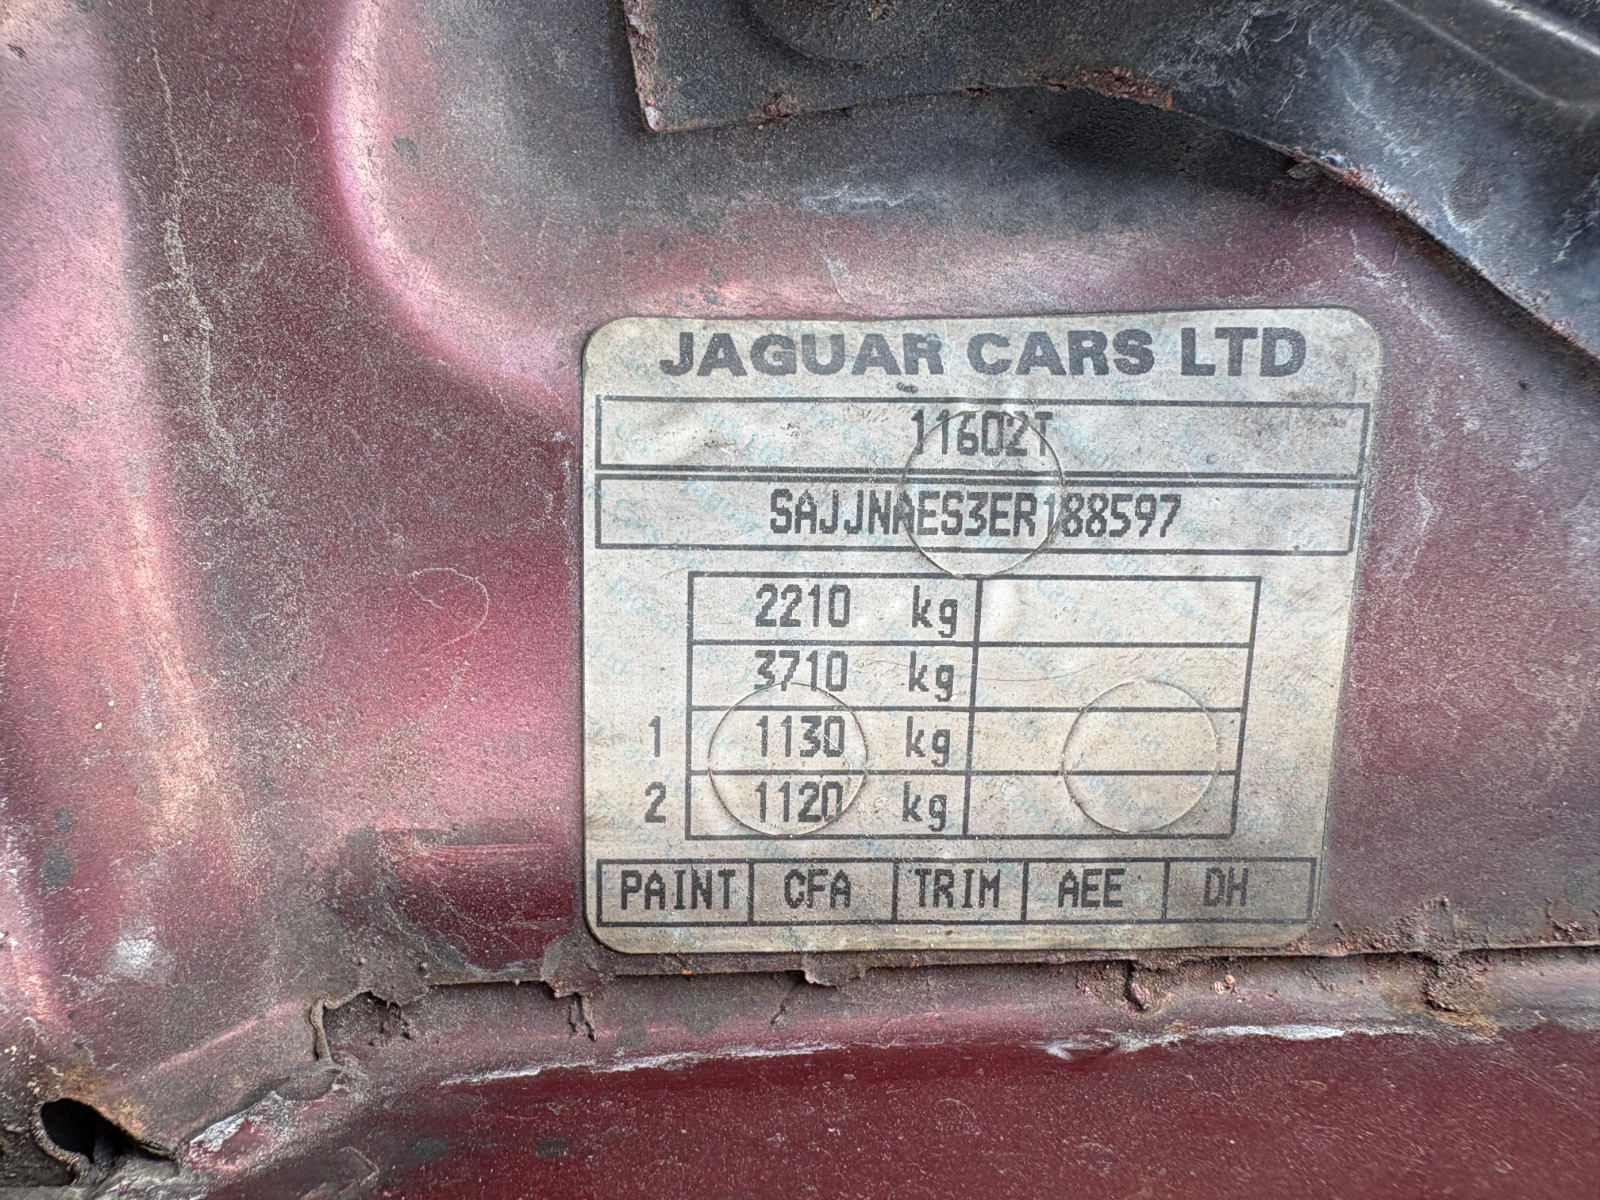 JAGUAR CARS LTD
11602T
SAJJNAES3ER188597
2210 kg
3710 kg
1 1130 kg
2 1120 kg
PAINT CFA TRIM AEE DH